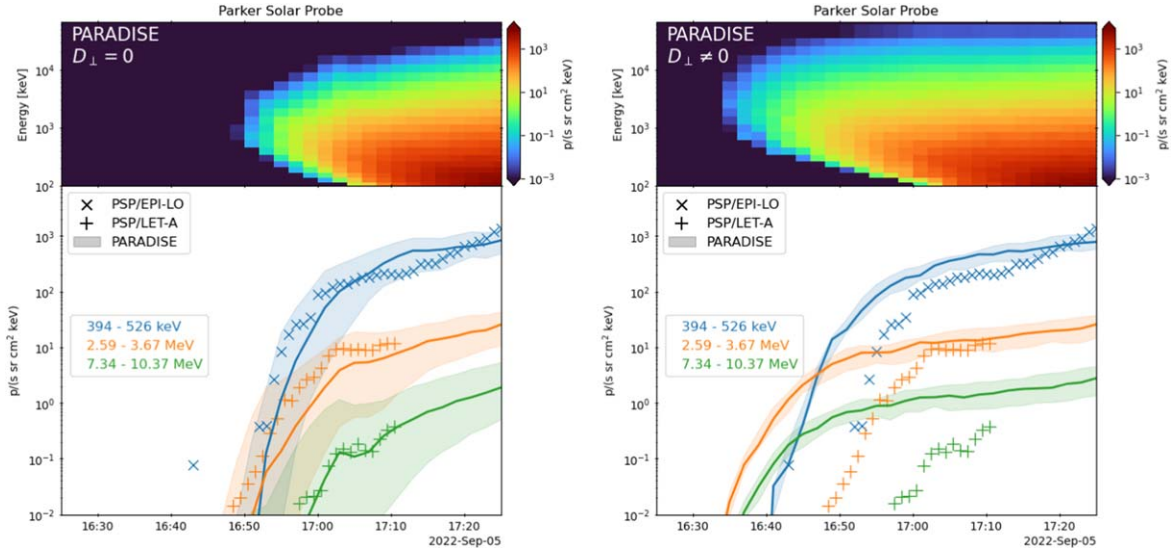 Parker Solar Probe
PARADISE
D⊥ = 0
Energy [keV]
10⁴
10³
10²
10³
10¹
10⁻¹
10⁻³
p/(s sr cm² keV)
× PSP/EPI-LO
+ PSP/LET-A
PARADISE
394 - 526 keV
2.59 - 3.67 MeV
7.34 - 10.37 MeV
p/(s sr cm² keV)
10³
10²
10¹
10⁰
10⁻¹
10⁻²
16:30 16:40 16:50 17:00 17:10 17:20
2022-Sep-05
Parker Solar Probe
PARADISE
D⊥ ≠ 0
Energy [keV]
10⁴
10³
10²
10³
10¹
10⁻¹
10⁻³
p/(s sr cm² keV)
× PSP/EPI-LO
+ PSP/LET-A
PARADISE
394 - 526 keV
2.59 - 3.67 MeV
7.34 - 10.37 MeV
p/(s sr cm² keV)
10³
10²
10¹
10⁰
10⁻¹
10⁻²
16:30 16:40 16:50 17:00 17:10 17:20
2022-Sep-05